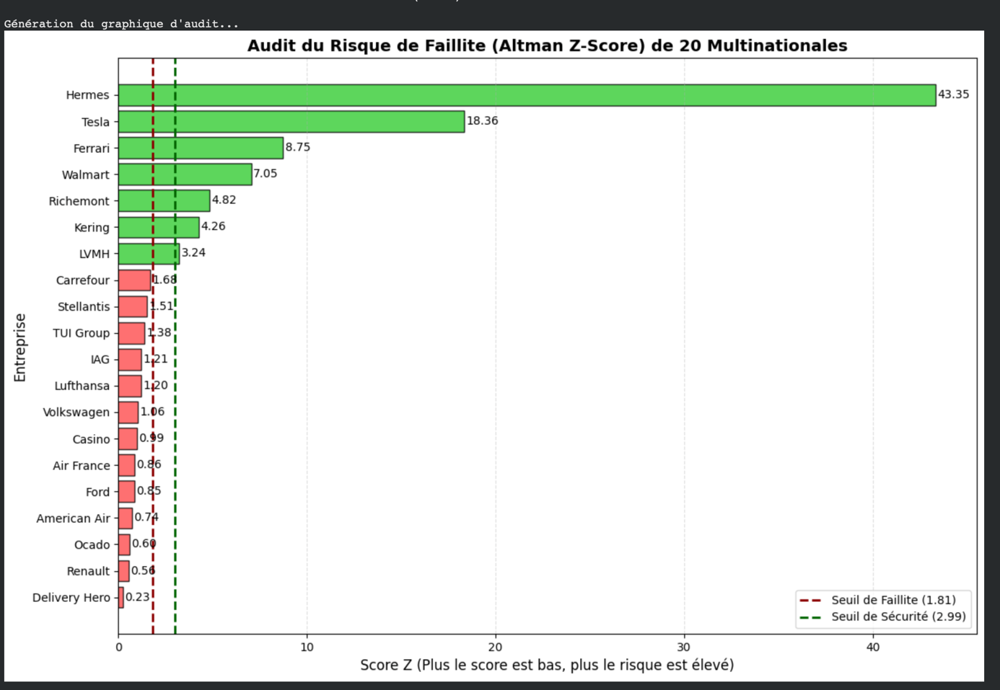 Génération du graphique d'audit...
Audit du Risque de Faillite (Altman Z-Score) de 20 Multinationales
Hermes 43.35
Tesla 18.36
Ferrari 8.75
Walmart 7.05
Richemont 4.82
Kering 4.26
LVMH 3.24
Carrefour 1.68
Stellantis 1.51
TUI Group 1.38
IAG 1.21
Lufthansa 1.20
Volkswagen 1.06
Casino 0.99
Air France 0.86
Ford 0.85
American Air 0.74
Ocado 0.60
Renault 0.56
Delivery Hero 0.23
Entreprise
Seuil de Faillite (1.81)
Seuil de Sécurité (2.99)
0 10 20 30 40
Score Z (Plus le score est bas, plus le risque est élevé)